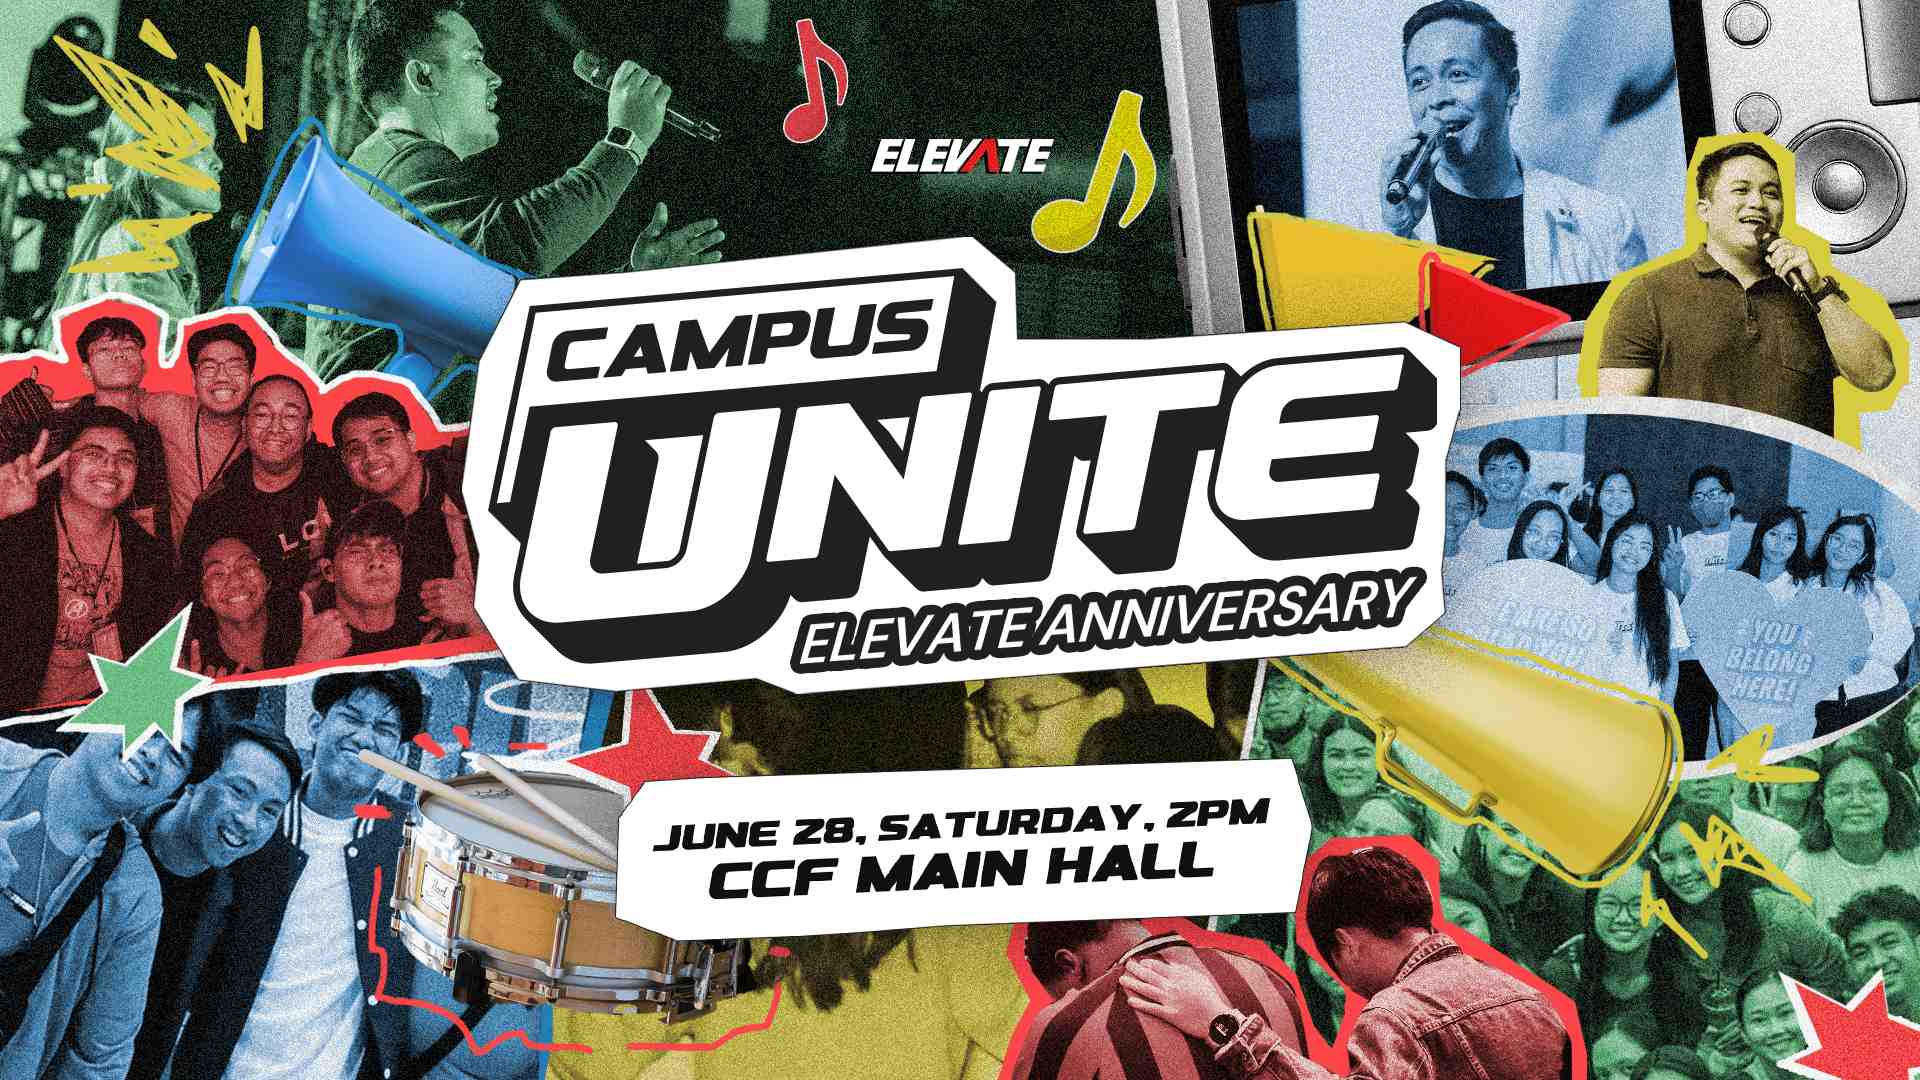 ELEVATE
CAMPUS
UNITE
ELEVATE ANNIVERSARY
YOU
BELONG
HERE!
JUNE 28, SATURDAY, 2PM
CCF MAIN HALL